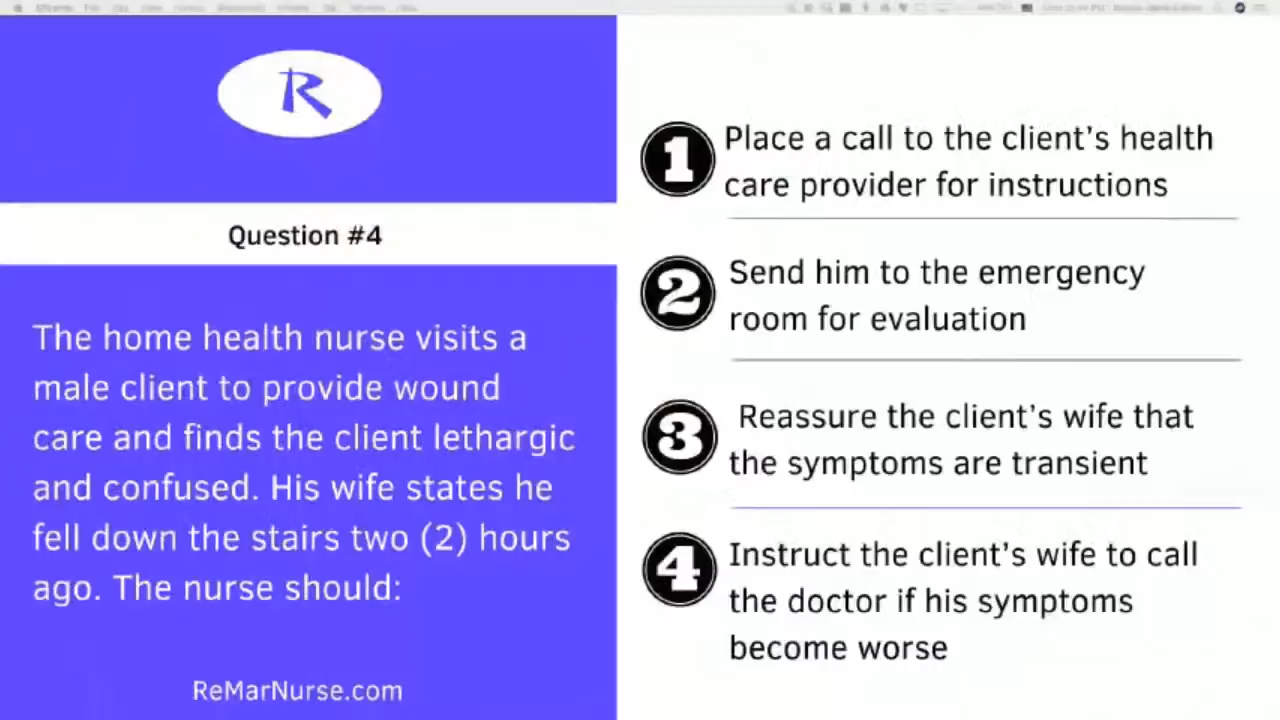 R
Question #4
The home health nurse visits a
male client to provide wound
care and finds the client lethargic
and confused. His wife states he
fell down the stairs two (2) hours
ago. The nurse should:
ReMarNurse.com
1
Place a call to the client's health
care provider for instructions
2
Send him to the emergency
room for evaluation
3
Reassure the client's wife that
the symptoms are transient
4
Instruct the client's wife to call
the doctor if his symptoms
become worse